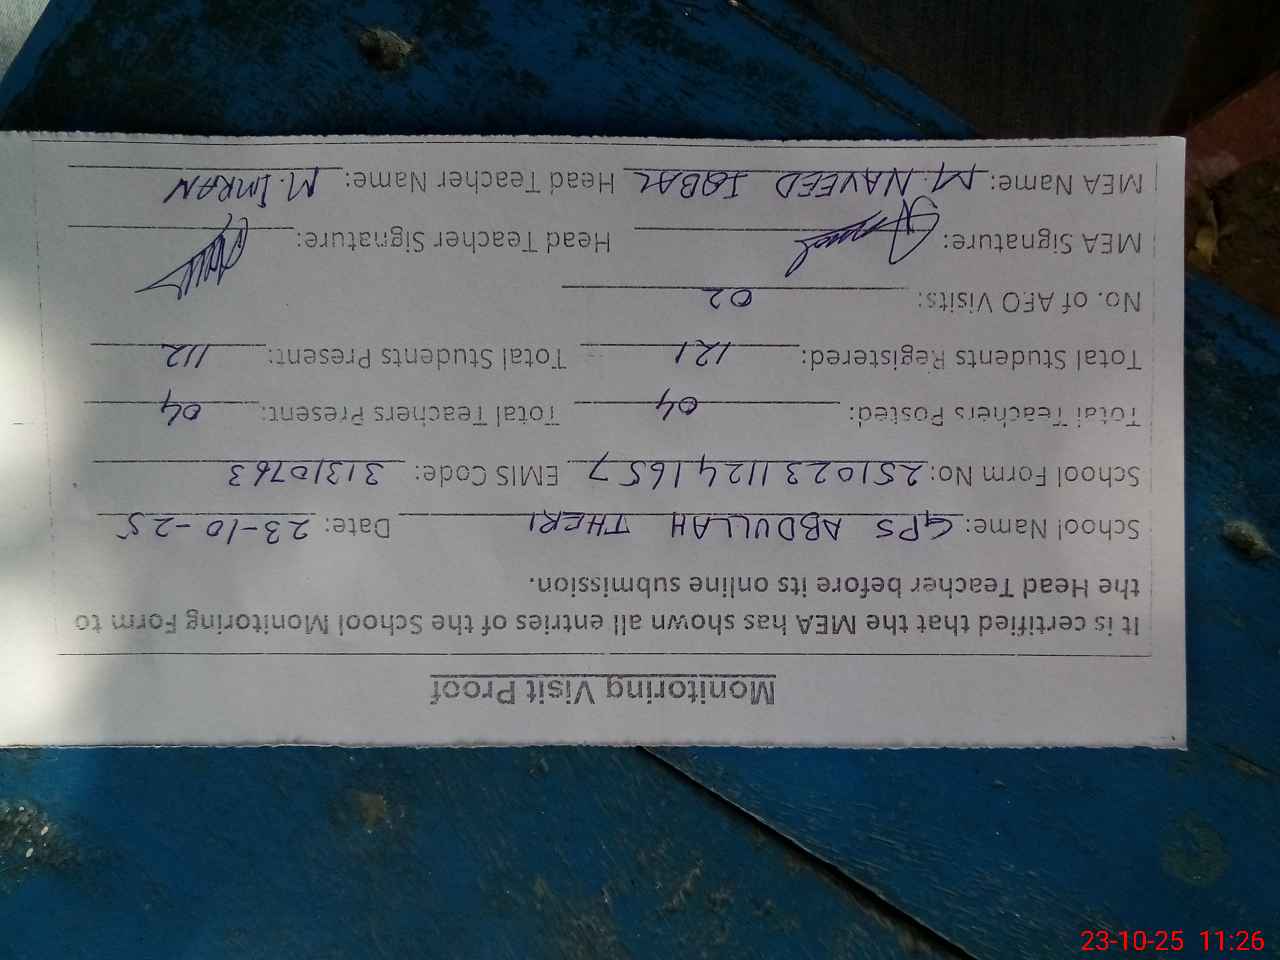 Monitoring Visit Proof
It is certified that the MEA has shown all entries of the School Monitoring Form to
the Head Teacher before its online submission.
School Name: GPS ABDULLAH THERI Date: 23-10-25
School Form No: 25102311241657 EMIS Code: 31310763
Total Teachers Posted: 04 Total Teachers Present: 04
Total Students Registered: 121 Total Students Present: 112
No. of AEO Visits: 02
MEA Signature: Head Teacher Signature:
MEA Name: M. NAVEED IQBAL Head Teacher Name: M. IMRAN
23-10-25 11:26